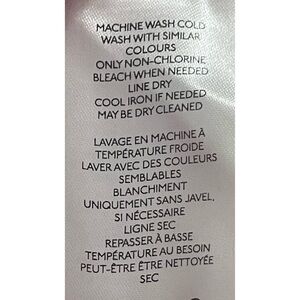 MACHINE WASH COLD
WASH WITH SIMILAR
COLOURS
ONLY NON-CHLORINE
BLEACH WHEN NEEDED
LINE DRY
COOL IRON IF NEEDED
MAY BE DRY CLEANED
LAVAGE EN MACHINE À
TEMPÉRATURE FROIDE
LAVER AVEC DES COULEURS
SEMBLABLES
BLANCHIMENT
UNIQUEMENT SANS JAVEL,
SI NÉCESSAIRE
LIGNE SEC
REPASSER À BASSE
TEMPÉRATURE AU BESOIN
PEUT-ÊTRE ÊTRE NETTOYÉE
SEC